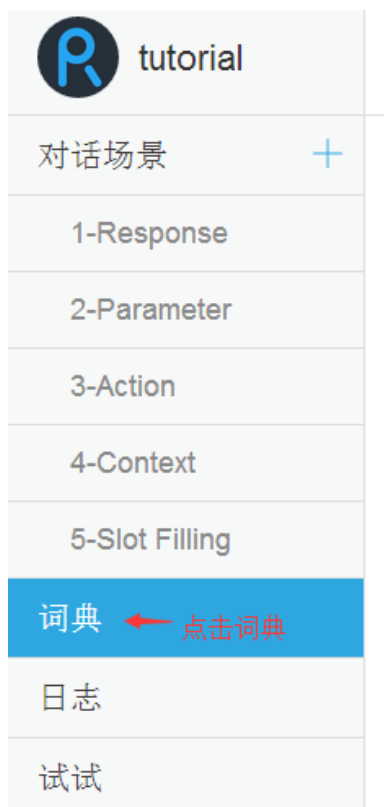 tutorial
对话场景
1-Response
2-Parameter
3-Action
4-Context
5-Slot Filling
词典 点击词典
日志
试试